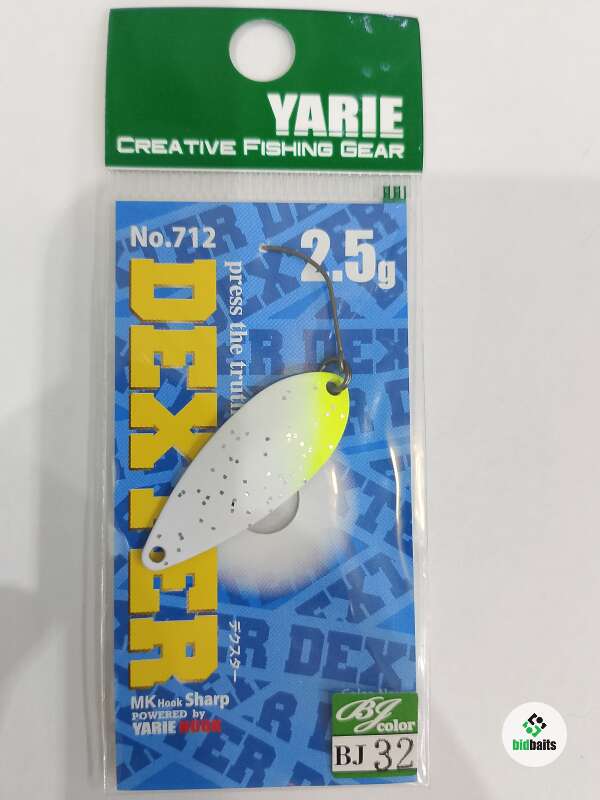 YARIE
CREATIVE FISHING GEAR
No.712
2.5g
DEXTER
press the truth
デクスター
MK Hook Sharp
POWERED by
YARIE HOOK
BJ
color
BJ 32
bidbaits